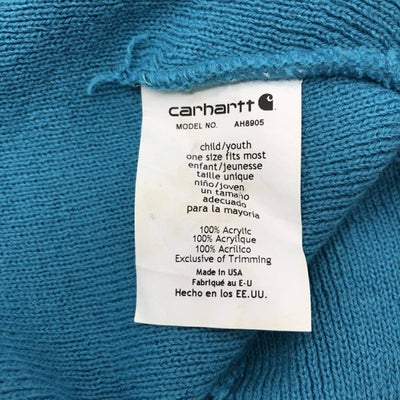 carhartt
MODEL NO. AH8905
child/youth
one size fits most
enfant/jeunesse
taille unique
niño/joven
un tamaño
adecuado
para la mayoria
100% Acrylic
100% Acrylique
100% Acrílico
Exclusive of Trimming
Made in USA
Fabriqué au E-U
Hecho en los EE.UU.